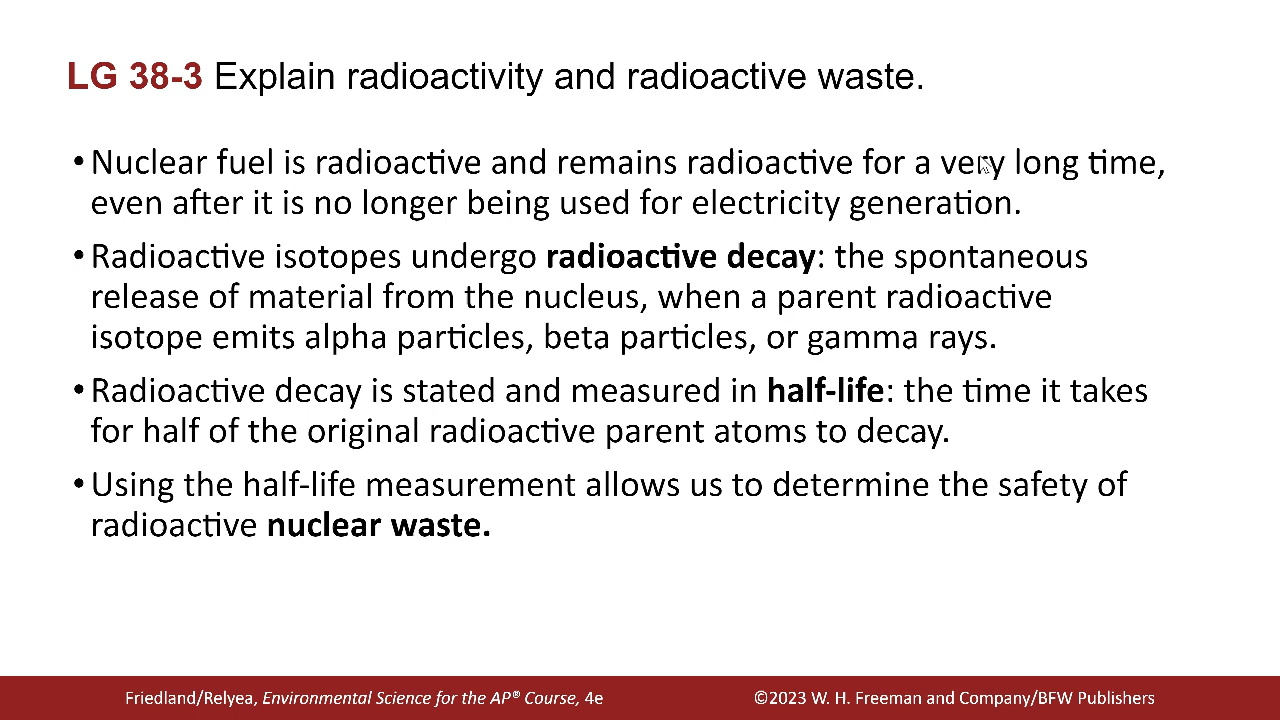 LG 38-3 Explain radioactivity and radioactive waste.
•Nuclear fuel is radioactive and remains radioactive for a very long time,
even after it is no longer being used for electricity generation.
•Radioactive isotopes undergo radioactive decay: the spontaneous
release of material from the nucleus, when a parent radioactive
isotope emits alpha particles, beta particles, or gamma rays.
•Radioactive decay is stated and measured in half-life: the time it takes
for half of the original radioactive parent atoms to decay.
•Using the half-life measurement allows us to determine the safety of
radioactive nuclear waste.
Friedland/Relyea, Environmental Science for the AP® Course, 4e
©2023 W. H. Freeman and Company/BFW Publishers